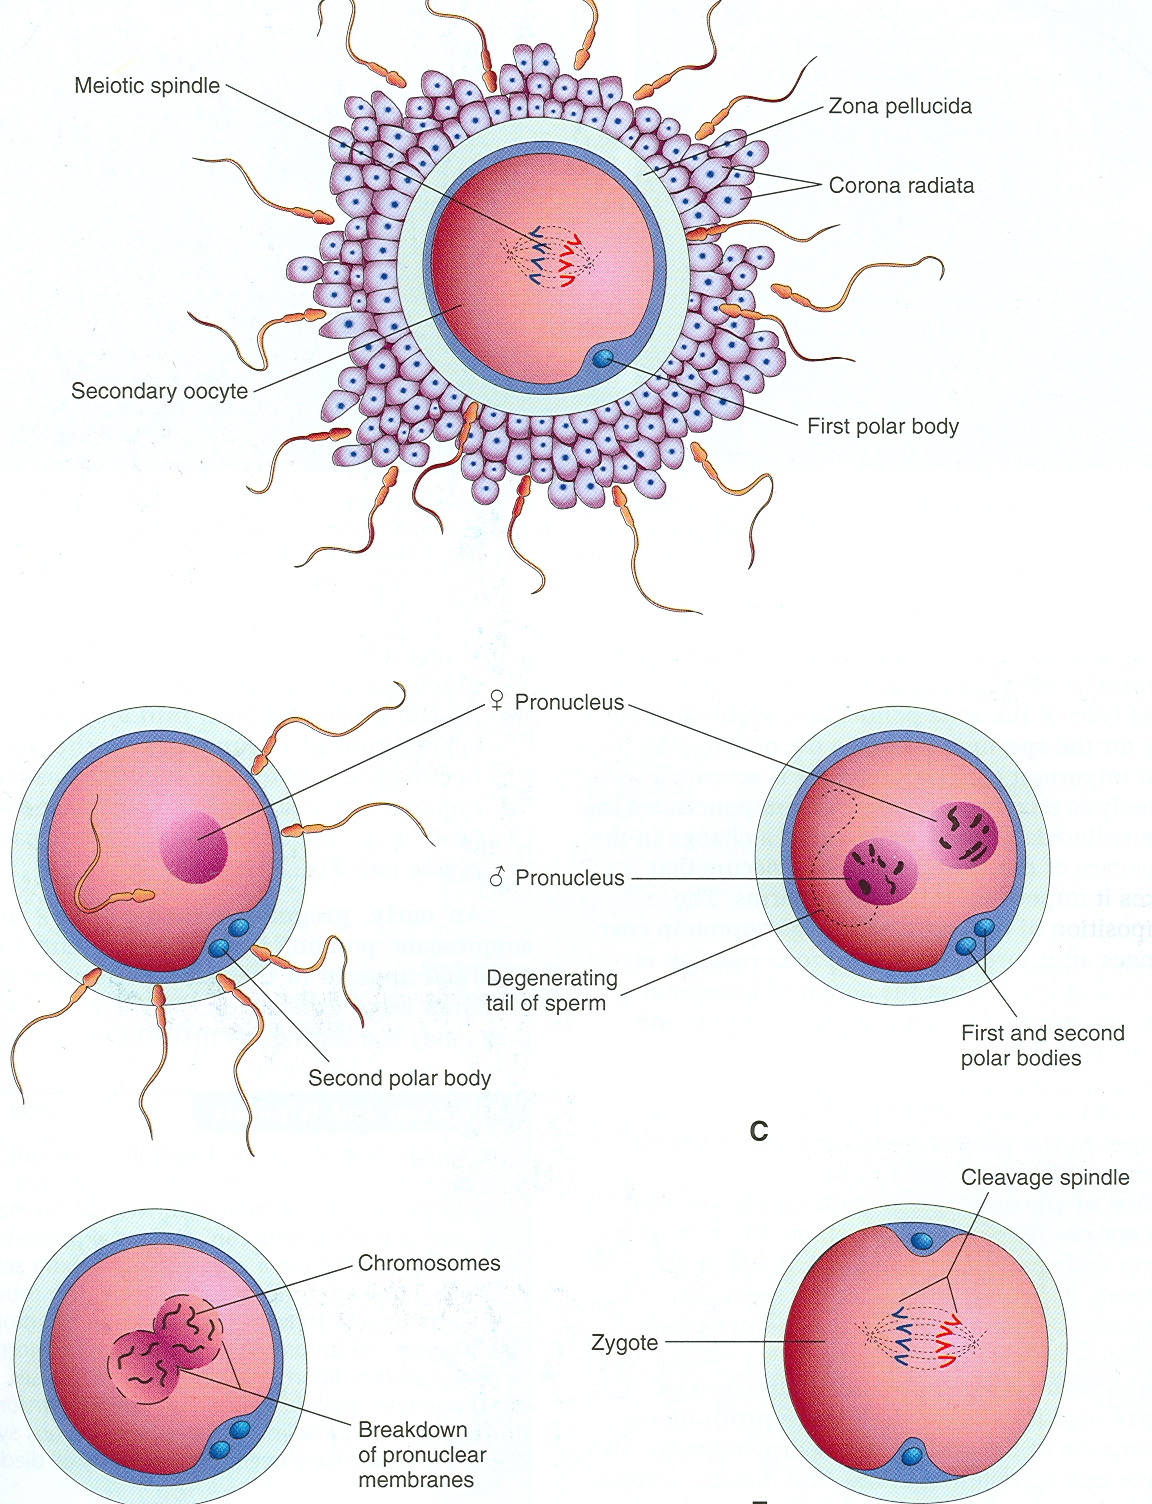 Meiotic spindle
Zona pellucida
Corona radiata
Secondary oocyte
First polar body
♀ Pronucleus
♂ Pronucleus
Degenerating
tail of sperm
First and second
polar bodies
Second polar body
C
Cleavage spindle
Chromosomes
Zygote
Breakdown
of pronuclear
membranes